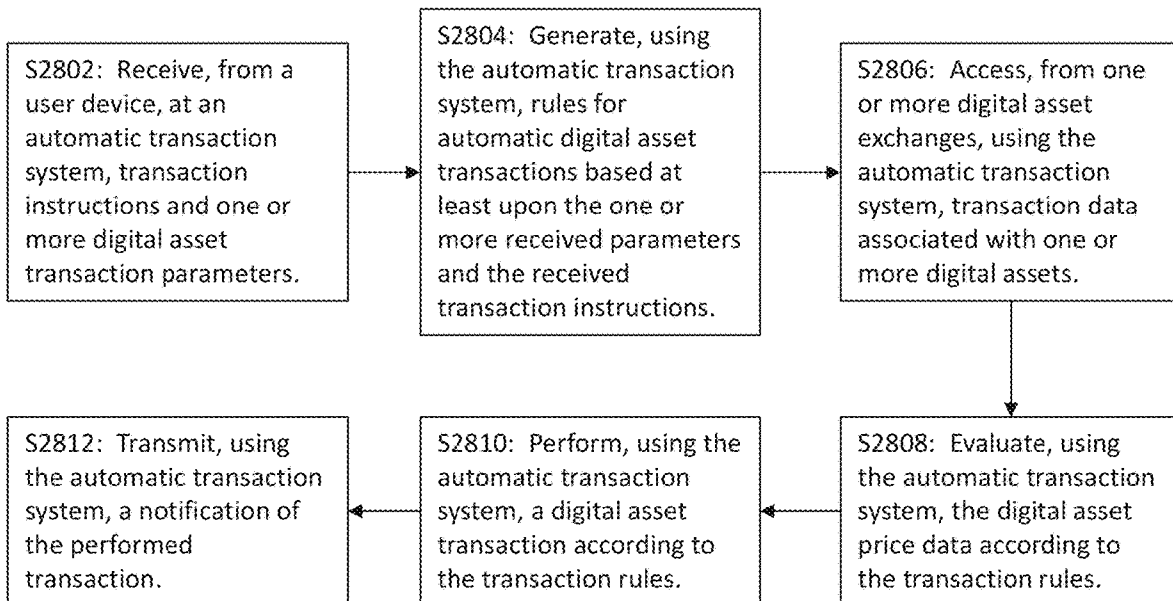 S2802: Receive, from a
user device, at an
automatic transaction
system, transaction
instructions and one or
more digital asset
transaction parameters.
S2804: Generate, using
the automatic transaction
system, rules for
automatic digital asset
transactions based at
least upon the one or
more received parameters
and the received
transaction instructions.
S2806: Access, from one
or more digital asset
exchanges, using the
automatic transaction
system, transaction data
associated with one or
more digital assets.
S2808: Evaluate, using
the automatic transaction
system, the digital asset
price data according to
the transaction rules.
S2810: Perform, using the
automatic transaction
system, a digital asset
transaction according to
the transaction rules.
S2812: Transmit, using
the automatic transaction
system, a notification of
the performed
transaction.